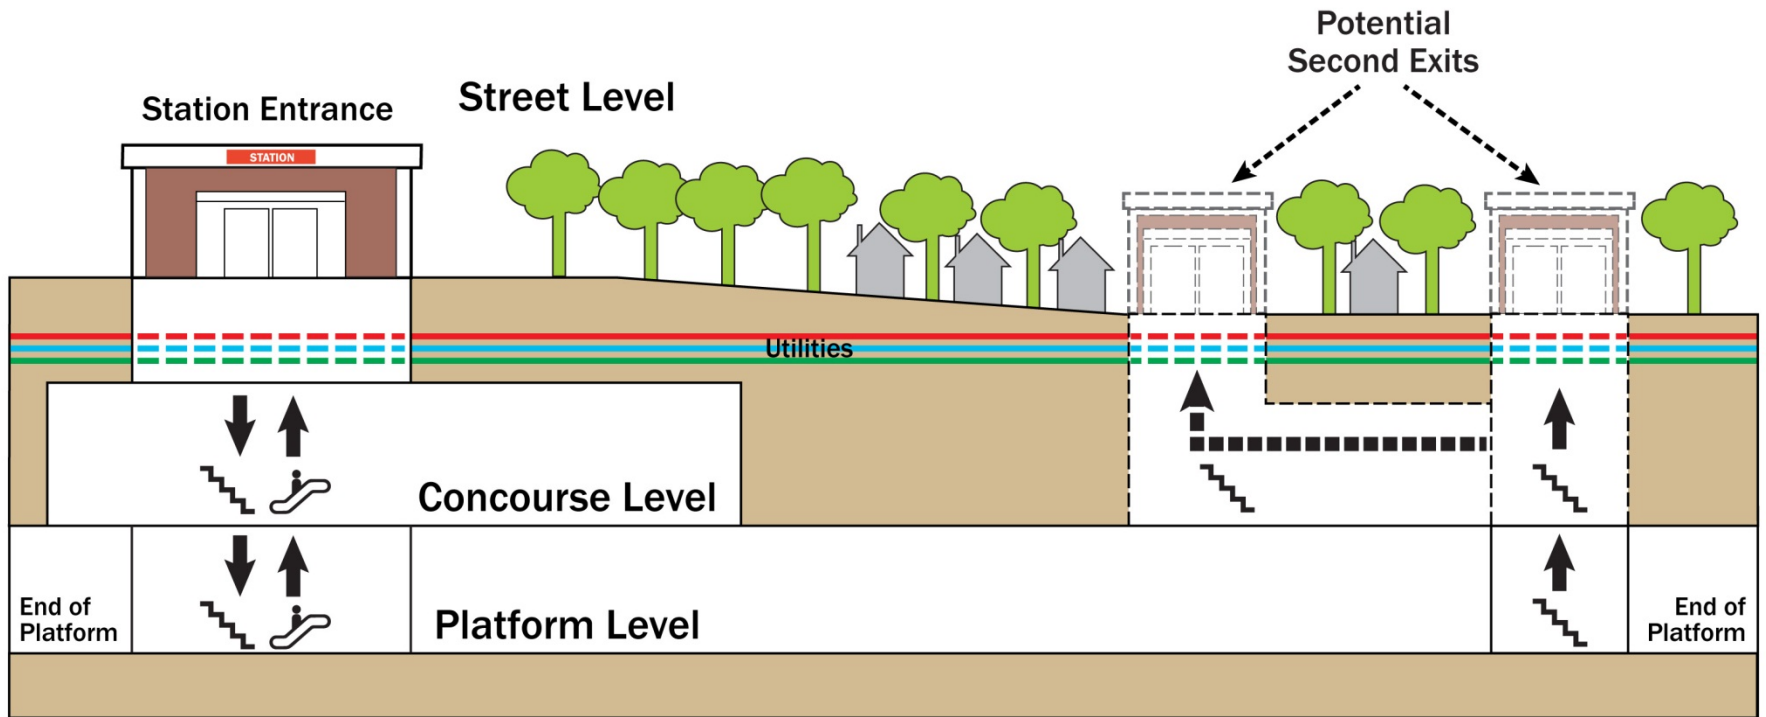 Potential
Second Exits
Street Level
Station Entrance
STATION
Utilities
Concourse Level
End of
Platform
Platform Level
End of
Platform